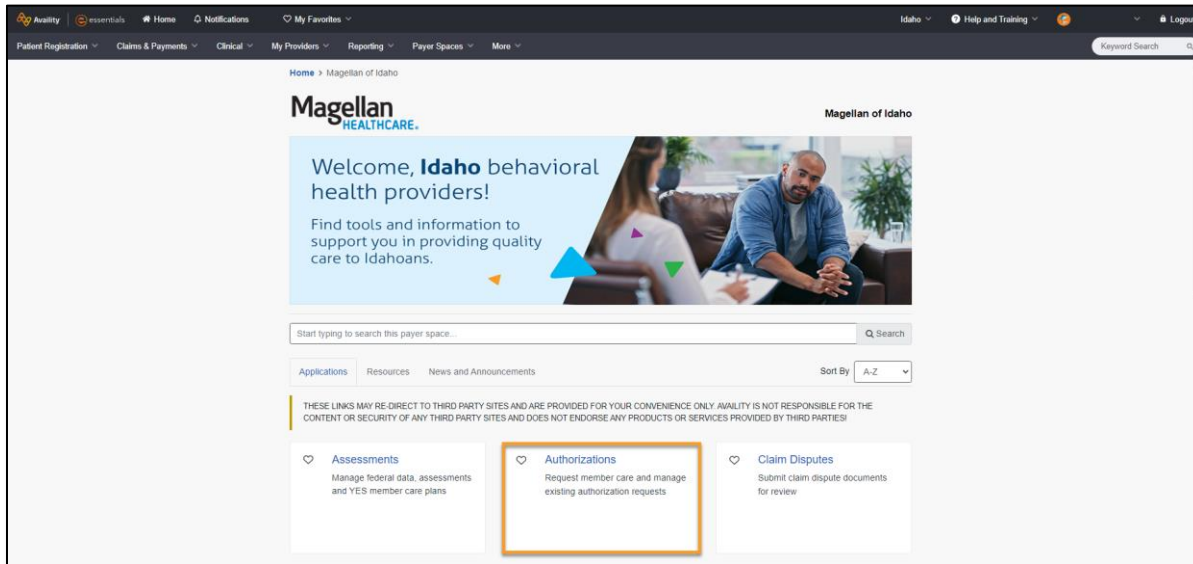 Availity essentials Home Notifications My Favorites Idaho Help and Training Logout
Patient Registration Claims & Payments Clinical My Providers Reporting Payer Spaces More Keyword Search
Home > Magellan of Idaho
Magellan
HEALTHCARE.
Magellan of Idaho
Welcome, Idaho behavioral
health providers!
Find tools and information to
support you in providing quality
care to Idahoans.
Start typing to search this payer space... Search
Applications Resources News and Announcements Sort By A-Z
THESE LINKS MAY RE-DIRECT TO THIRD PARTY SITES AND ARE PROVIDED FOR YOUR CONVENIENCE ONLY. AVAILITY IS NOT RESPONSIBLE FOR THE
CONTENT OR SECURITY OF ANY THIRD PARTY SITES AND DOES NOT ENDORSE ANY PRODUCTS OR SERVICES PROVIDED BY THIRD PARTIES!
Assessments
Manage federal data, assessments
and YES member care plans
Authorizations
Request member care and manage
existing authorization requests
Claim Disputes
Submit claim dispute documents
for review